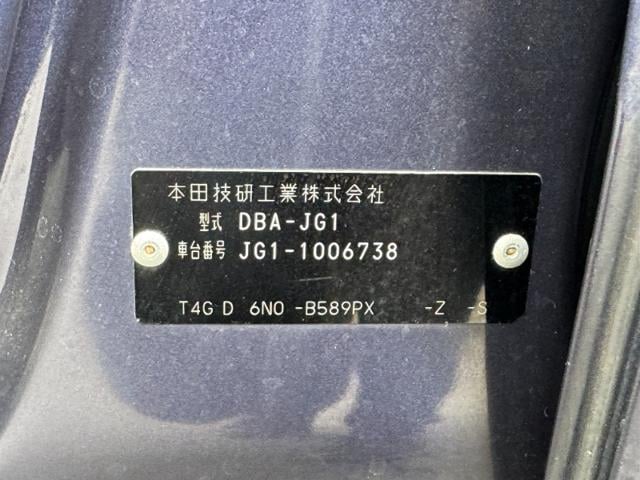 本田技研工業株式会社
型式 DBA-JG1
車台番号 JG1-1006738
T4G D 6N0 -B589PX -Z -S